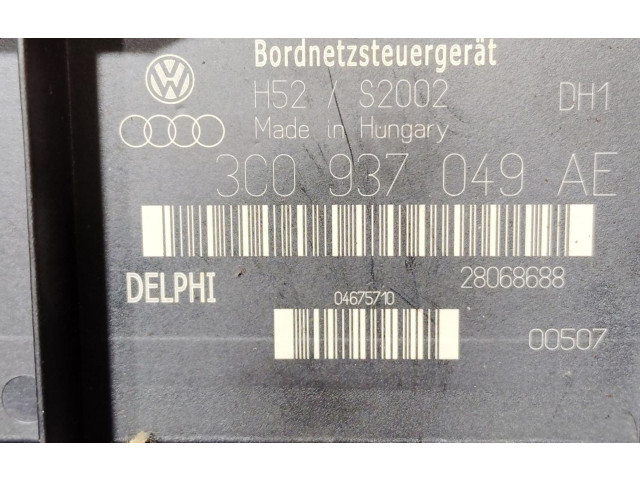 Bordnetzsteuergerät
H52 / S2002 DH1
Made in Hungary
3C0 937 049 AE
DELPHI 28068688
04675710
00507